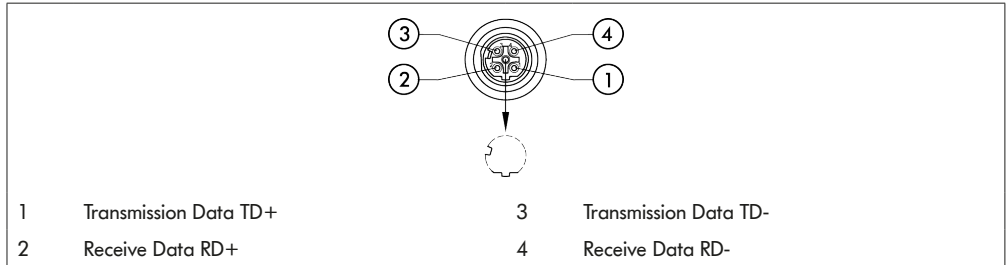 3 4
2 1
1 Transmission Data TD+ 3 Transmission Data TD-
2 Receive Data RD+ 4 Receive Data RD-